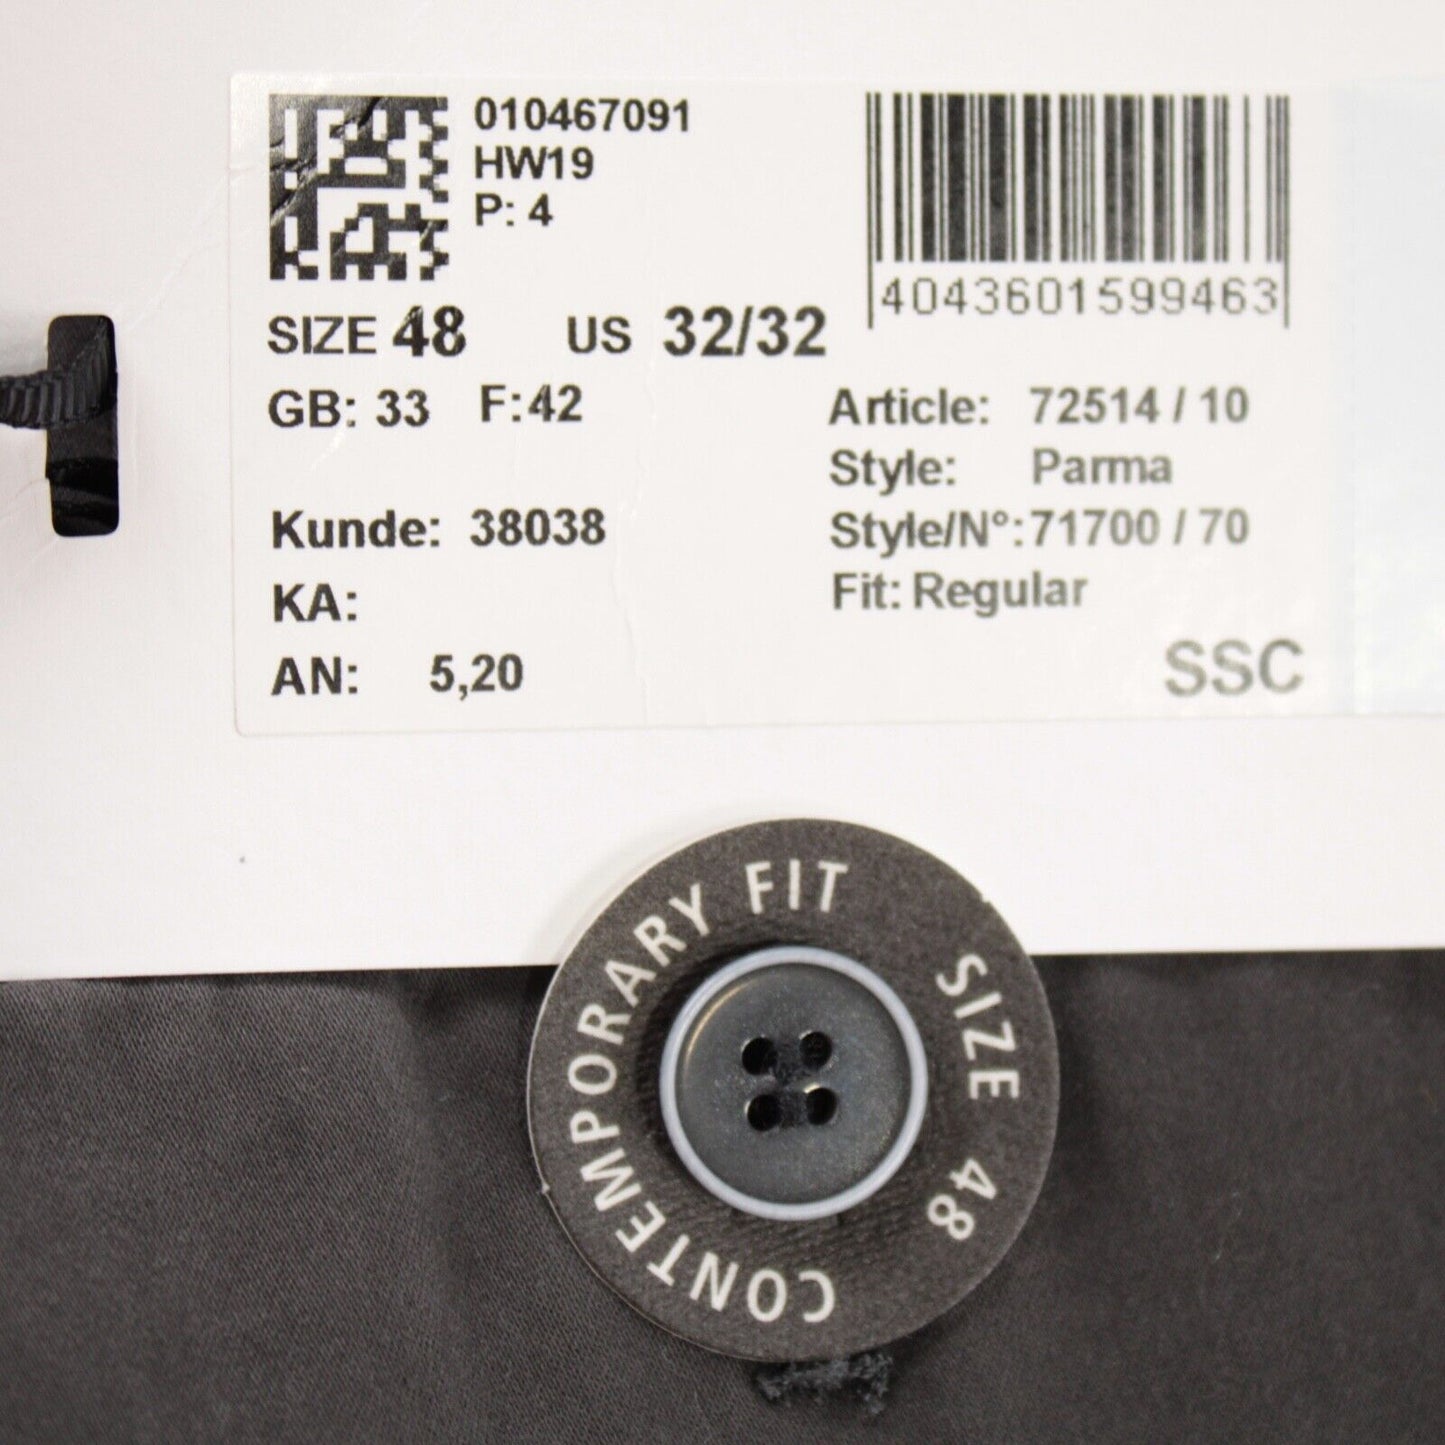 010467091
HW19
P: 4
4043601599463
SIZE 48 US 32/32
GB: 33 F:42
Article: 72514 / 10
Style: Parma
Style/N°:71700 / 70
Fit: Regular
Kunde: 38038
KA:
AN: 5,20
SSC
CONTEMPORARY FIT
SIZE 48